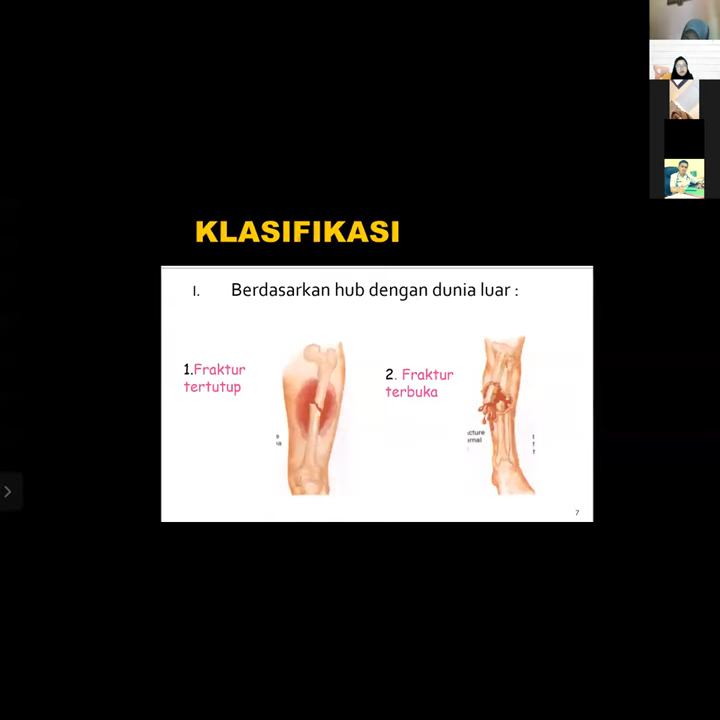 KLASIFIKASI
I. Berdasarkan hub dengan dunia luar :
1.Fraktur
tertutup
2. Fraktur
terbuka
7